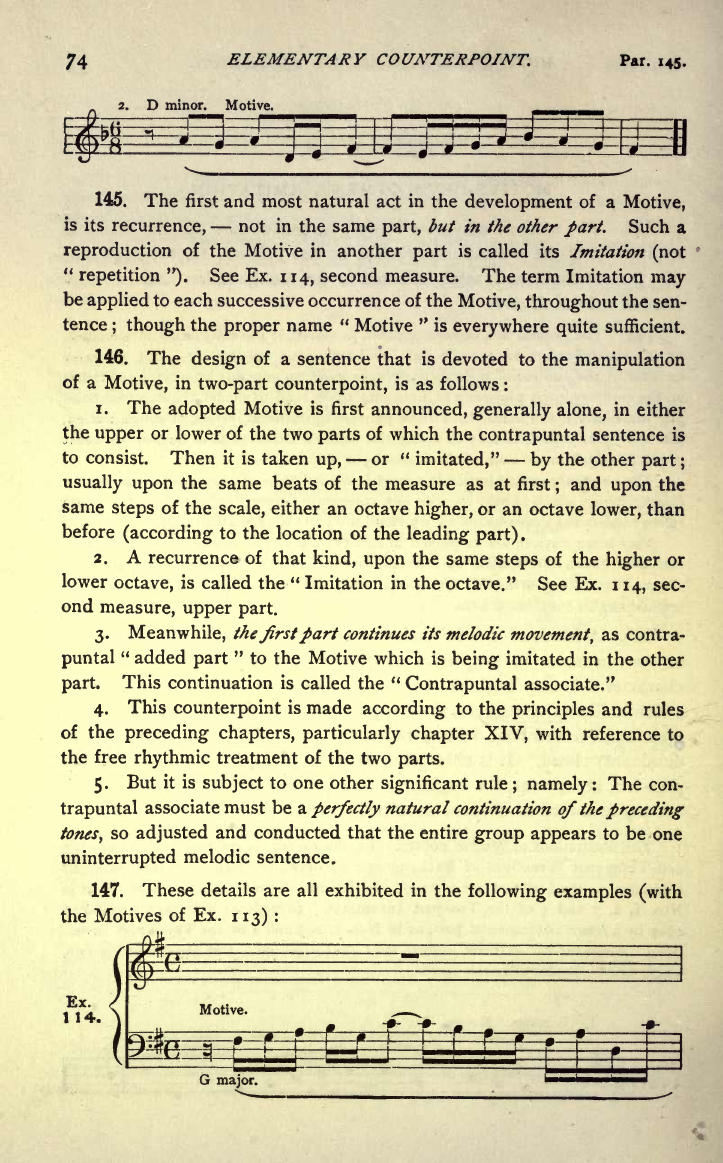 74 ELEMENTARY COUNTERPOINT. Par. 145.
2. D minor. Motive.
145. The first and most natural act in the development of a Motive,
is its recurrence, — not in the same part, but in the other part. Such a
reproduction of the Motive in another part is called its Imitation (not
“ repetition ”). See Ex. 114, second measure. The term Imitation may
be applied to each successive occurrence of the Motive, throughout the sen-
tence ; though the proper name “ Motive ” is everywhere quite sufficient.
146. The design of a sentence that is devoted to the manipulation
of a Motive, in two-part counterpoint, is as follows :
1. The adopted Motive is first announced, generally alone, in either
the upper or lower of the two parts of which the contrapuntal sentence is
to consist. Then it is taken up, — or “ imitated,” — by the other part ;
usually upon the same beats of the measure as at first ; and upon the
same steps of the scale, either an octave higher, or an octave lower, than
before (according to the location of the leading part).
2. A recurrence of that kind, upon the same steps of the higher or
lower octave, is called the “ Imitation in the octave.” See Ex. 114, sec-
ond measure, upper part.
3. Meanwhile, the first part continues its melodic movement, as contra-
puntal “ added part ” to the Motive which is being imitated in the other
part. This continuation is called the “ Contrapuntal associate.”
4. This counterpoint is made according to the principles and rules
of the preceding chapters, particularly chapter XIV, with reference to
the free rhythmic treatment of the two parts.
5. But it is subject to one other significant rule ; namely : The con-
trapuntal associate must be a perfectly natural continuation of the preceding
tones, so adjusted and conducted that the entire group appears to be one
uninterrupted melodic sentence.
147. These details are all exhibited in the following examples (with
the Motives of Ex. 113) :
Ex.
114.
Motive.
G major.